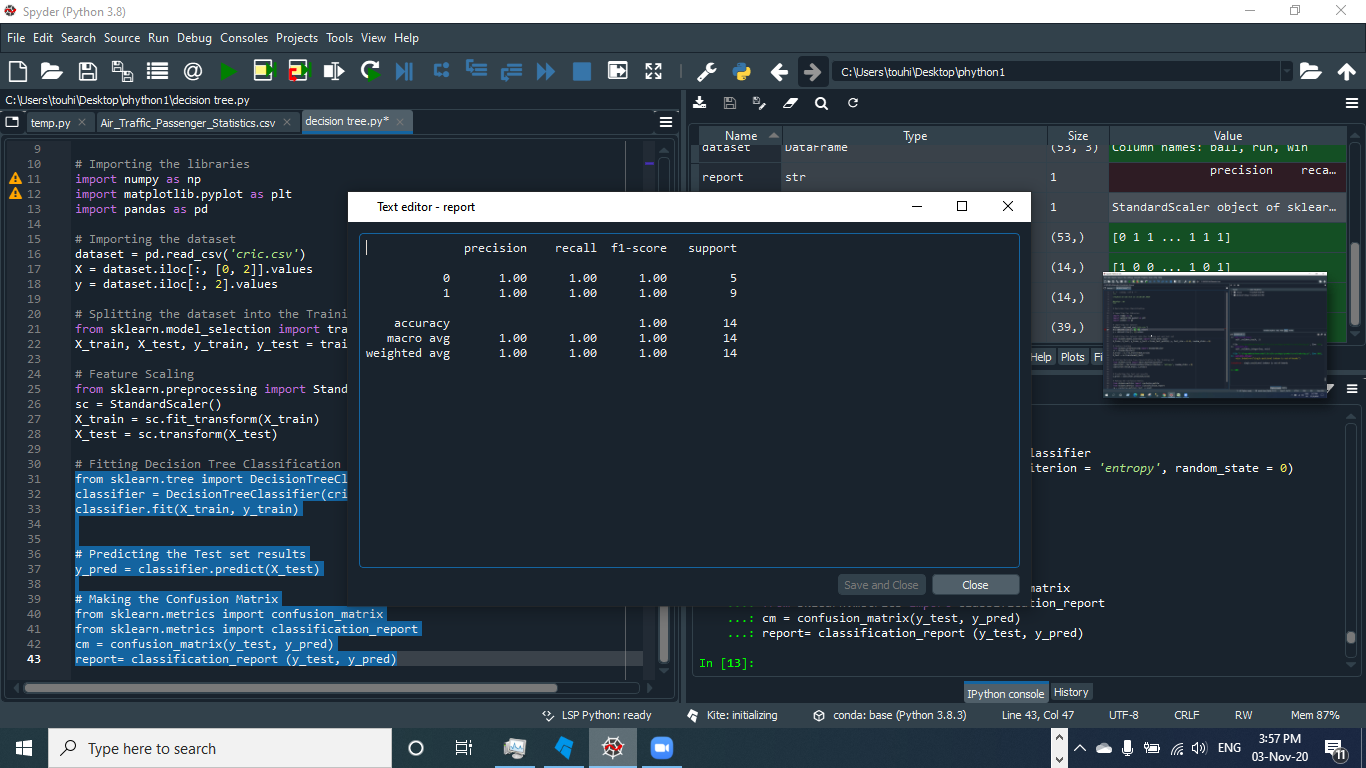 Spyder (Python 3.8)
File Edit Search Source Run Debug Consoles Projects Tools View Help
C:\Users\touhi\Desktop\phython1
C:\Users\touhi\Desktop\phython1\decision tree.py
temp.py Air_Traffic_Passenger_Statistics.csv decision tree.py*
9
10 # Importing the libraries
11 import numpy as np
12 import matplotlib.pyplot as plt
13 import pandas as pd
14
15 # Importing the dataset
16 dataset = pd.read_csv('cric.csv')
17 X = dataset.iloc[:, [0, 2]].values
18 y = dataset.iloc[:, 2].values
19
20 # Splitting the dataset into the Traini
21 from sklearn.model_selection import tra
22 X_train, X_test, y_train, y_test = trai
23
24 # Feature Scaling
25 from sklearn.preprocessing import Stand
26 sc = StandardScaler()
27 X_train = sc.fit_transform(X_train)
28 X_test = sc.transform(X_test)
29
30 # Fitting Decision Tree Classification
31 from sklearn.tree import DecisionTreeCl
32 classifier = DecisionTreeClassifier(cri
33 classifier.fit(X_train, y_train)
34
35
36 # Predicting the Test set results
37 y_pred = classifier.predict(X_test)
38
39 # Making the Confusion Matrix
40 from sklearn.metrics import confusion_matrix
41 from sklearn.metrics import classification_report
42 cm = confusion_matrix(y_test, y_pred)
43 report= classification_report (y_test, y_pred)
Name Type Size Value
dataset DataFrame (53, 3) Column names: ball, run, win
report str 1 precision reca…
1 StandardScaler object of sklear…
(53,) [0 1 1 ... 1 1 1]
(14,) [1 0 0 ... 1 0 1]
(14,)
(39,)
Help Plots Fi
Text editor - report
precision recall f1-score support
0 1.00 1.00 1.00 5
1 1.00 1.00 1.00 9
accuracy 1.00 14
macro avg 1.00 1.00 1.00 14
weighted avg 1.00 1.00 1.00 14
Save and Close Close
lassifier
iterion = 'entropy', random_state = 0)
matrix
ion_report
...: cm = confusion_matrix(y_test, y_pred)
...: report= classification_report (y_test, y_pred)
In [13]:
IPython console History
LSP Python: ready Kite: initializing conda: base (Python 3.8.3) Line 43, Col 47 UTF-8 CRLF RW Mem 87%
Type here to search
ENG
3:57 PM
03-Nov-20
11